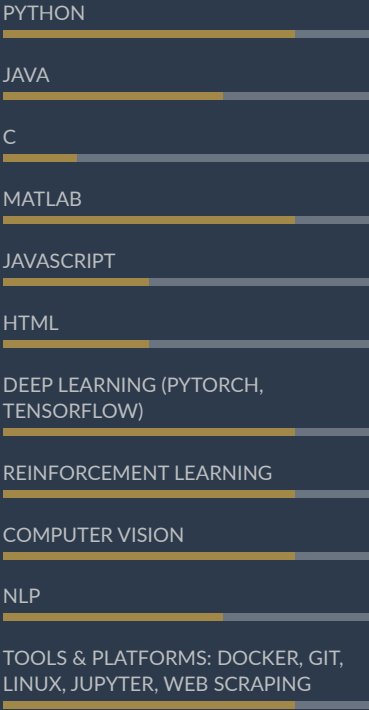 PYTHON
JAVA
C
MATLAB
JAVASCRIPT
HTML
DEEP LEARNING (PYTORCH,
TENSORFLOW)
REINFORCEMENT LEARNING
COMPUTER VISION
NLP
TOOLS & PLATFORMS: DOCKER, GIT,
LINUX, JUPYTER, WEB SCRAPING